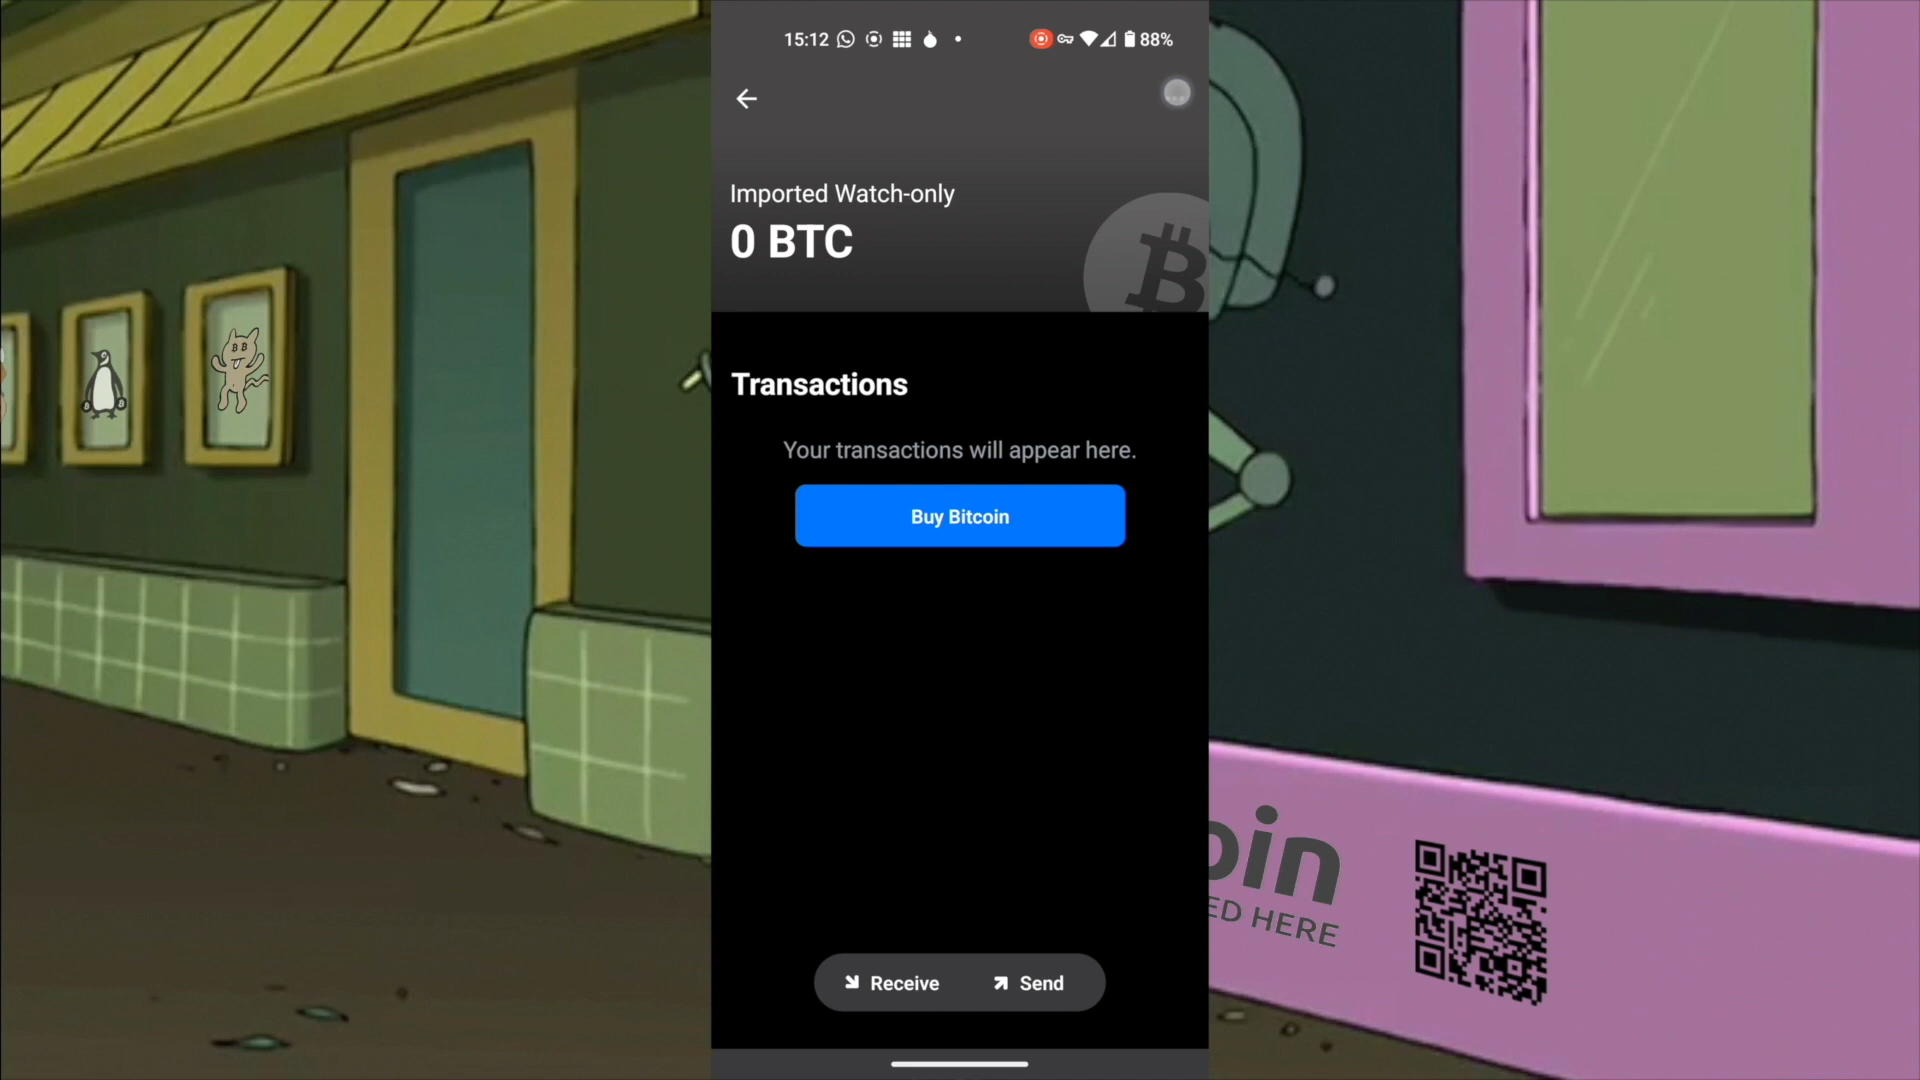 15:12
88%
Imported Watch-only
0 BTC
Transactions
Your transactions will appear here.
Buy Bitcoin
oin
ED HERE
Receive
Send